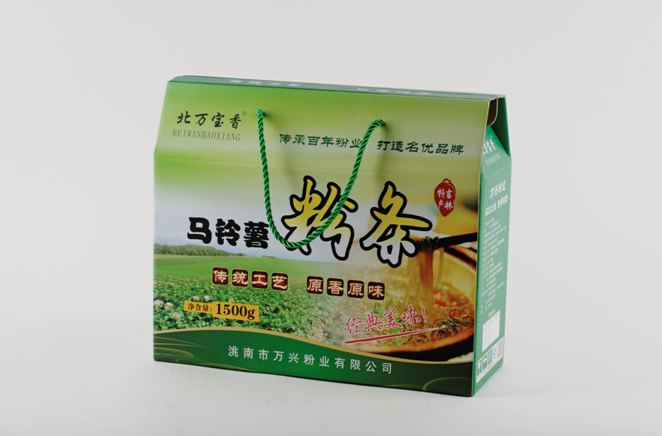 北万宝香®
BEIWANBAOXIANG
传承百年粉业 打造名优品牌
吉林特产
马铃薯粉条
传统工艺 原香原味
净含量: 1500g
经典美味!
洮南市万兴粉业有限公司